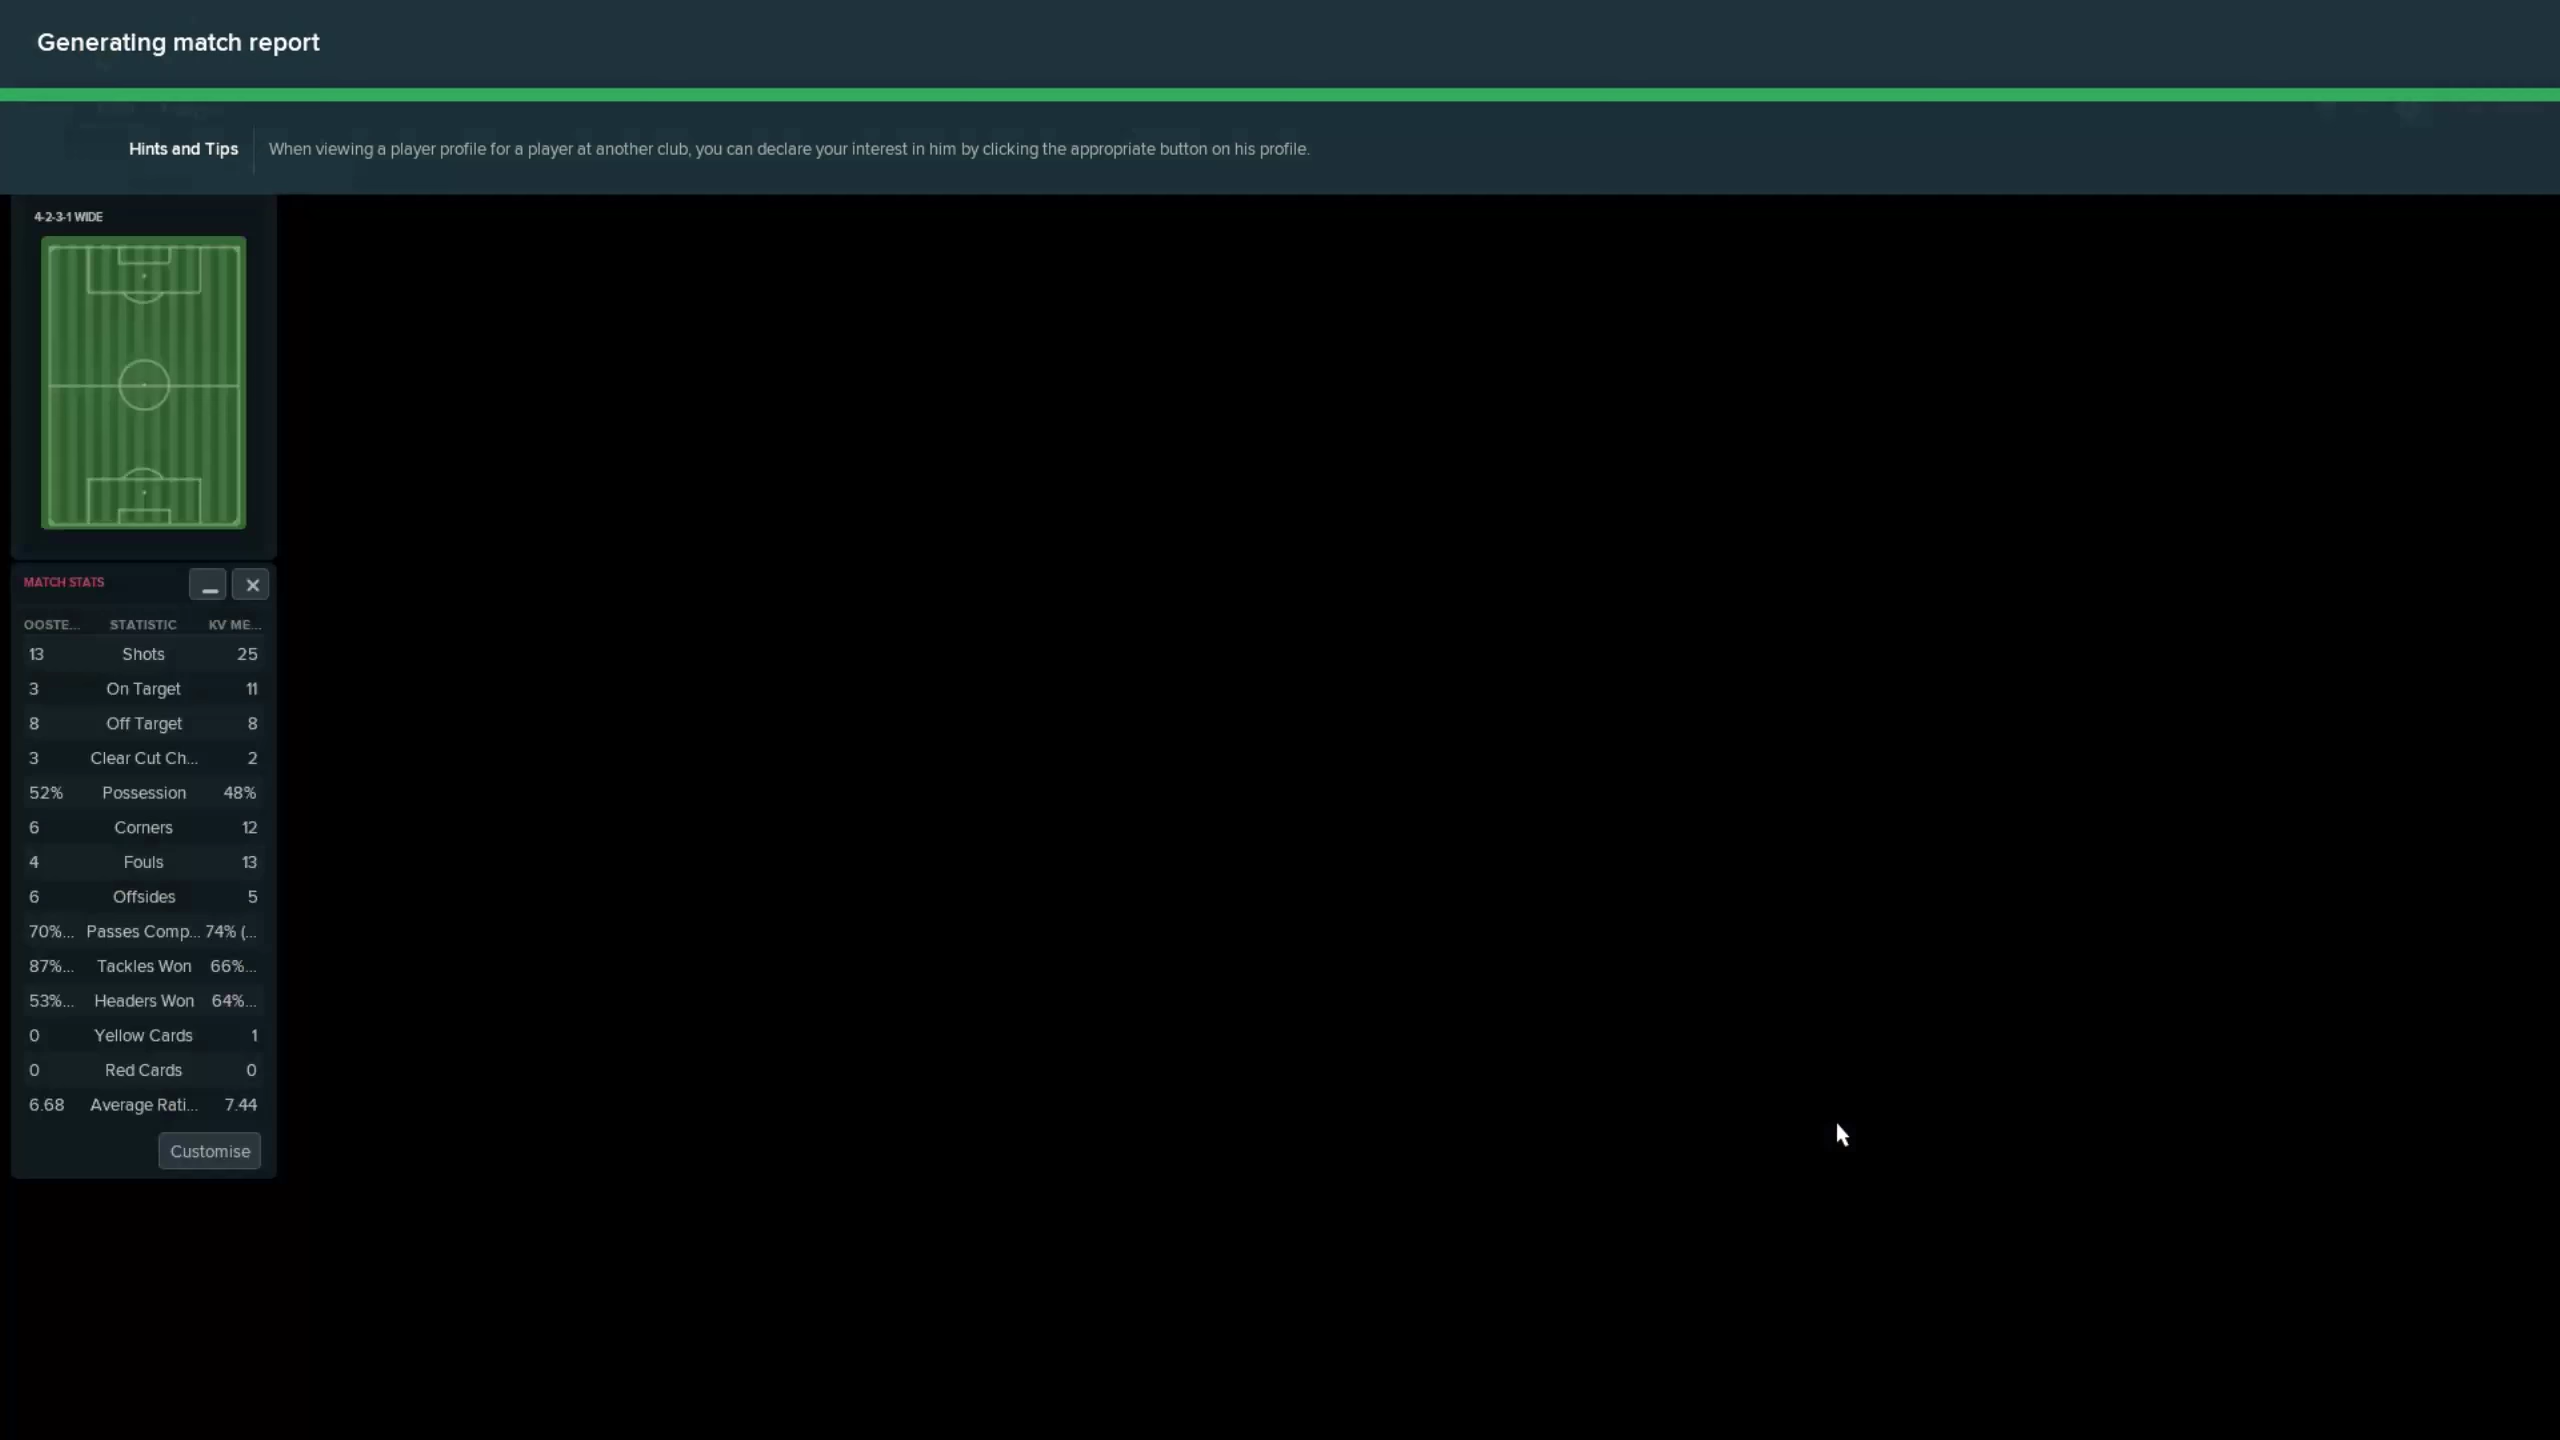 Generating match report
Hints and Tips When viewing a player profile for a player at another club, you can declare your interest in him by clicking the appropriate button on his profile.
4-2-3-1 WIDE
MATCH STATS
OOSTE... STATISTIC KV ME...
13 Shots 25
3 On Target 11
8 Off Target 8
3 Clear Cut Ch... 2
52% Possession 48%
6 Corners 12
4 Fouls 13
6 Offsides 5
70%... Passes Comp... 74% (...
87%... Tackles Won 66%...
53%... Headers Won 64%...
0 Yellow Cards 1
0 Red Cards 0
6.68 Average Rati... 7.44
Customise